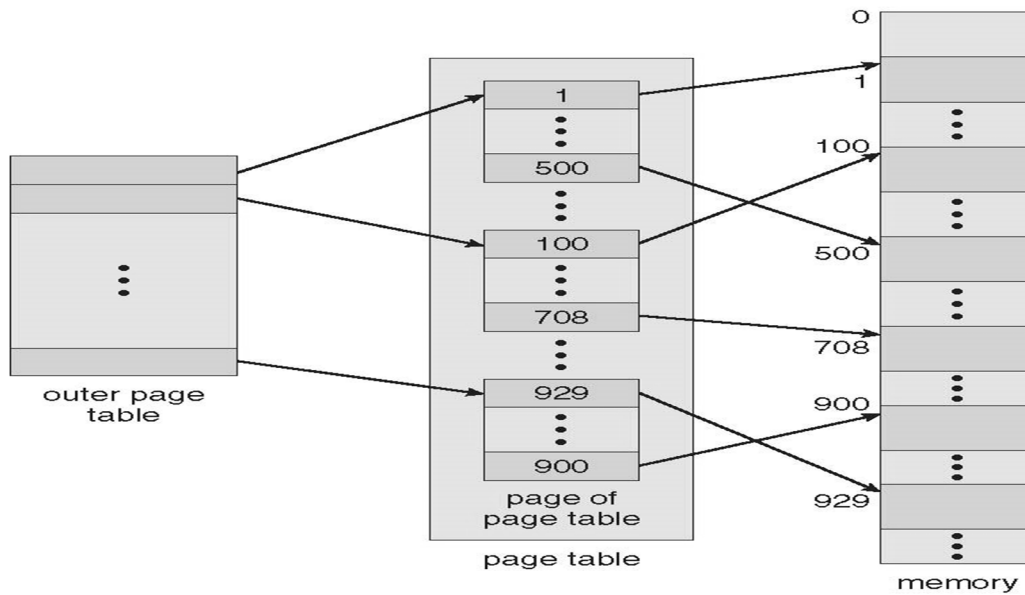 outer page
table
1
500
100
708
929
900
page of
page table
page table
0
1
100
500
708
900
929
memory